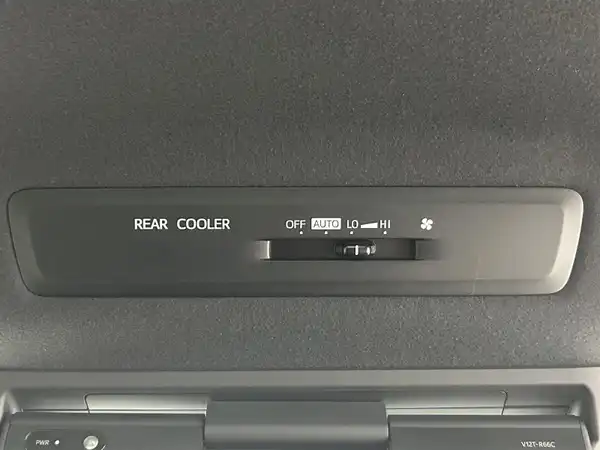 REAR COOLER OFF AUTO LO HI
PWR V12T-R66C